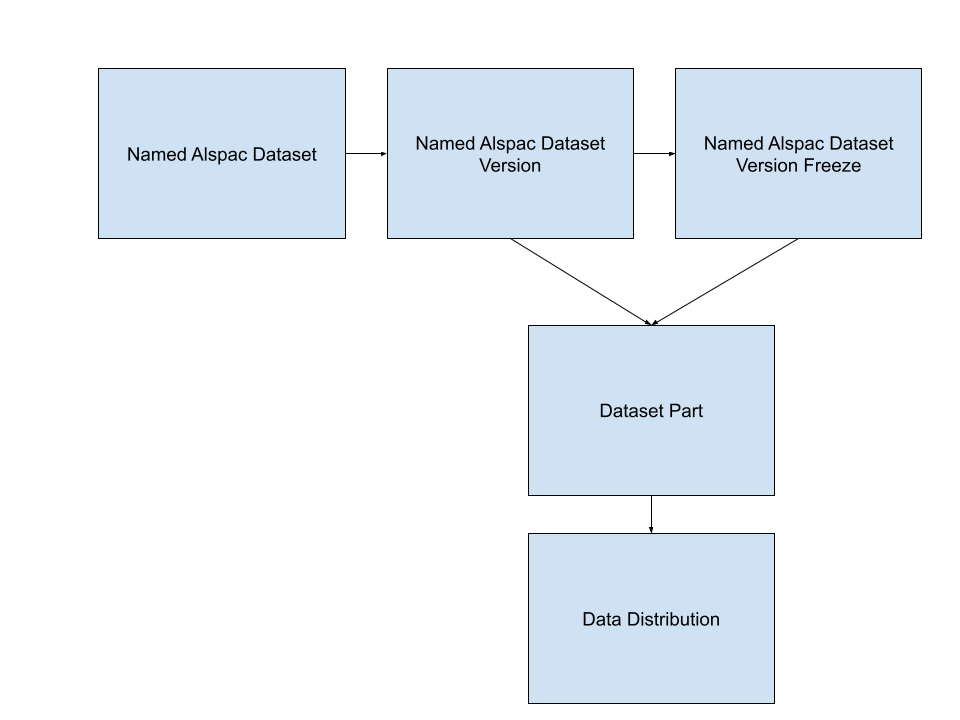 Named Alspac Dataset
Named Alspac Dataset
Version
Named Alspac Dataset
Version Freeze
Dataset Part
Data Distribution